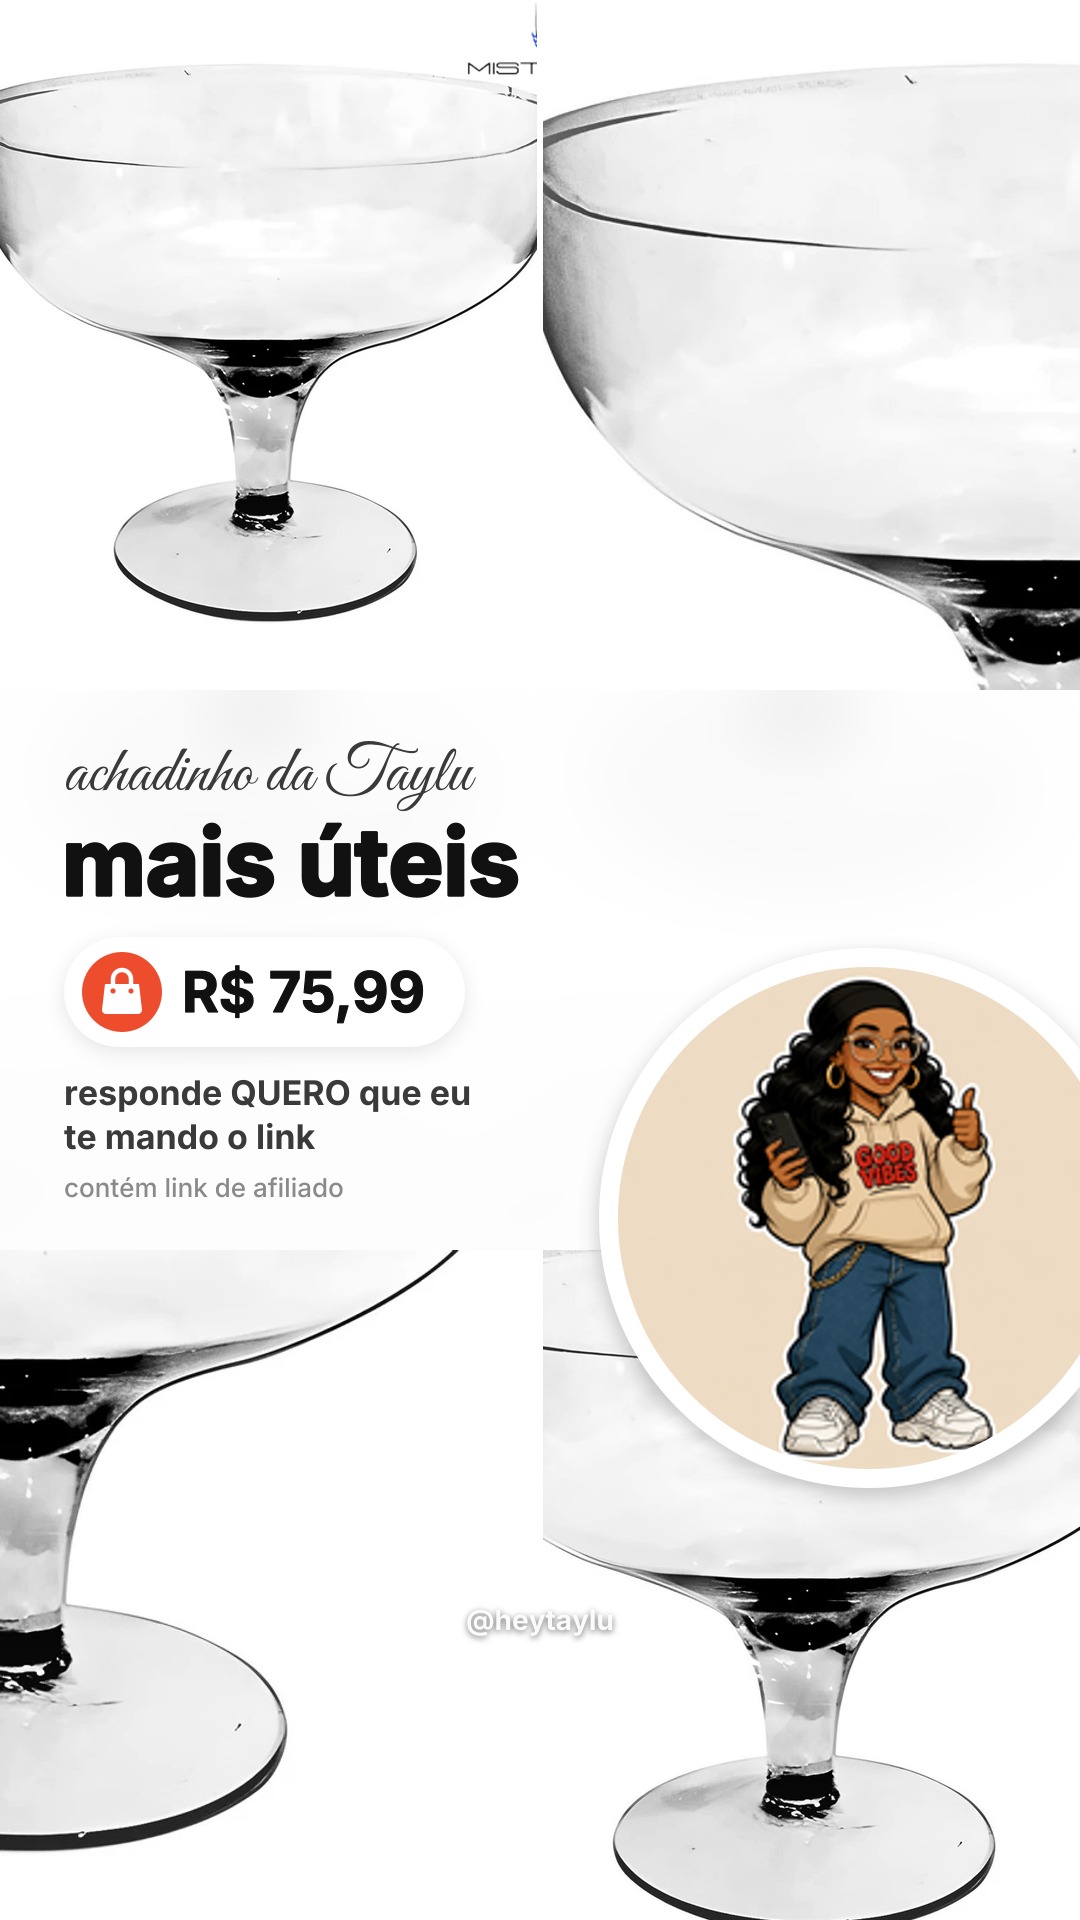 MIST
achadinho da Taylu
mais úteis
R$ 75,99
responde QUERO que eu
te mando o link
contém link de afiliado
GOOD
VIBES
@heytaylu